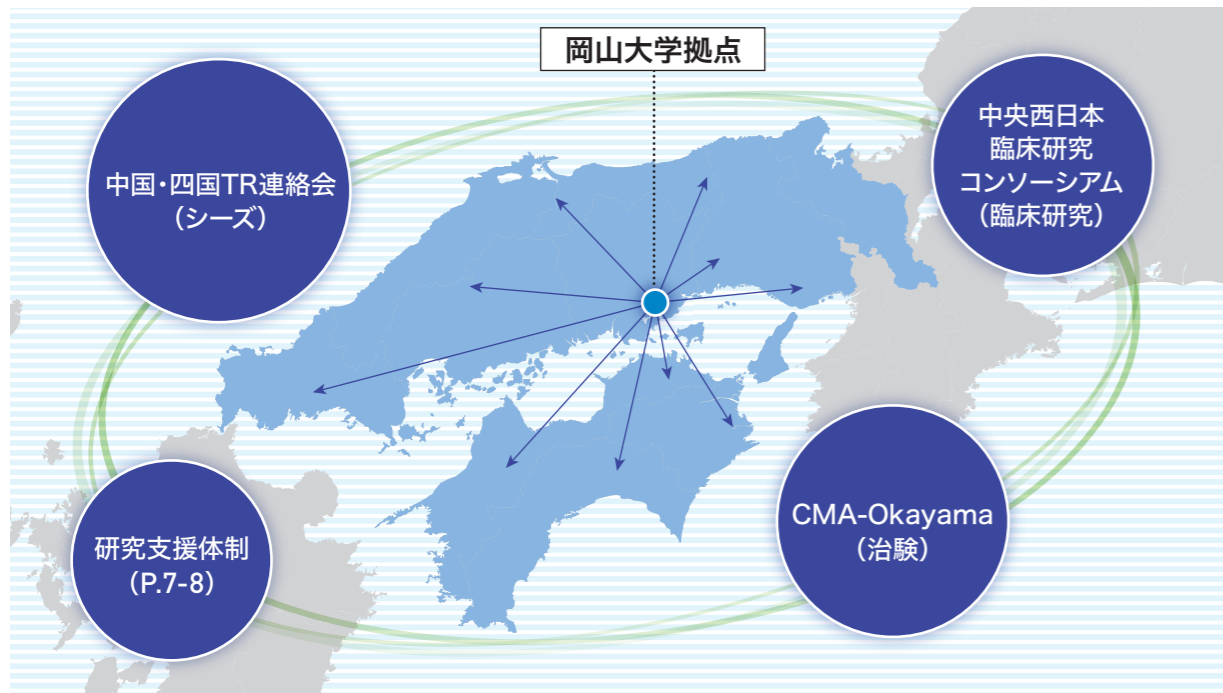 岡山大学拠点
中国・四国TR連絡会
（シーズ）
中央西日本
臨床研究
コンソーシアム
（臨床研究）
研究支援体制
（P.7-8）
CMA-Okayama
（治験）